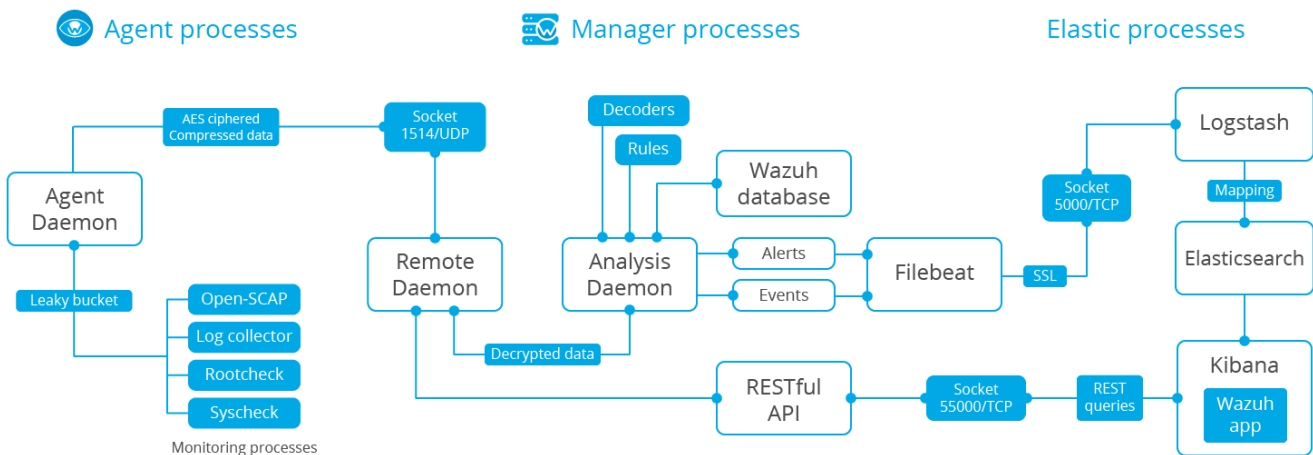 Agent processes
Manager processes
Elastic processes
AES ciphered
Compressed data
Socket
1514/UDP
Agent
Daemon
Leaky bucket
Open-SCAP
Log collector
Rootcheck
Syscheck
Monitoring processes
Remote
Daemon
Decrypted data
Decoders
Rules
Wazuh
database
Analysis
Daemon
Alerts
Events
Filebeat
SSL
Socket
5000/TCP
Logstash
Mapping
Elasticsearch
Kibana
Wazuh
app
REST
queries
Socket
55000/TCP
RESTful
API